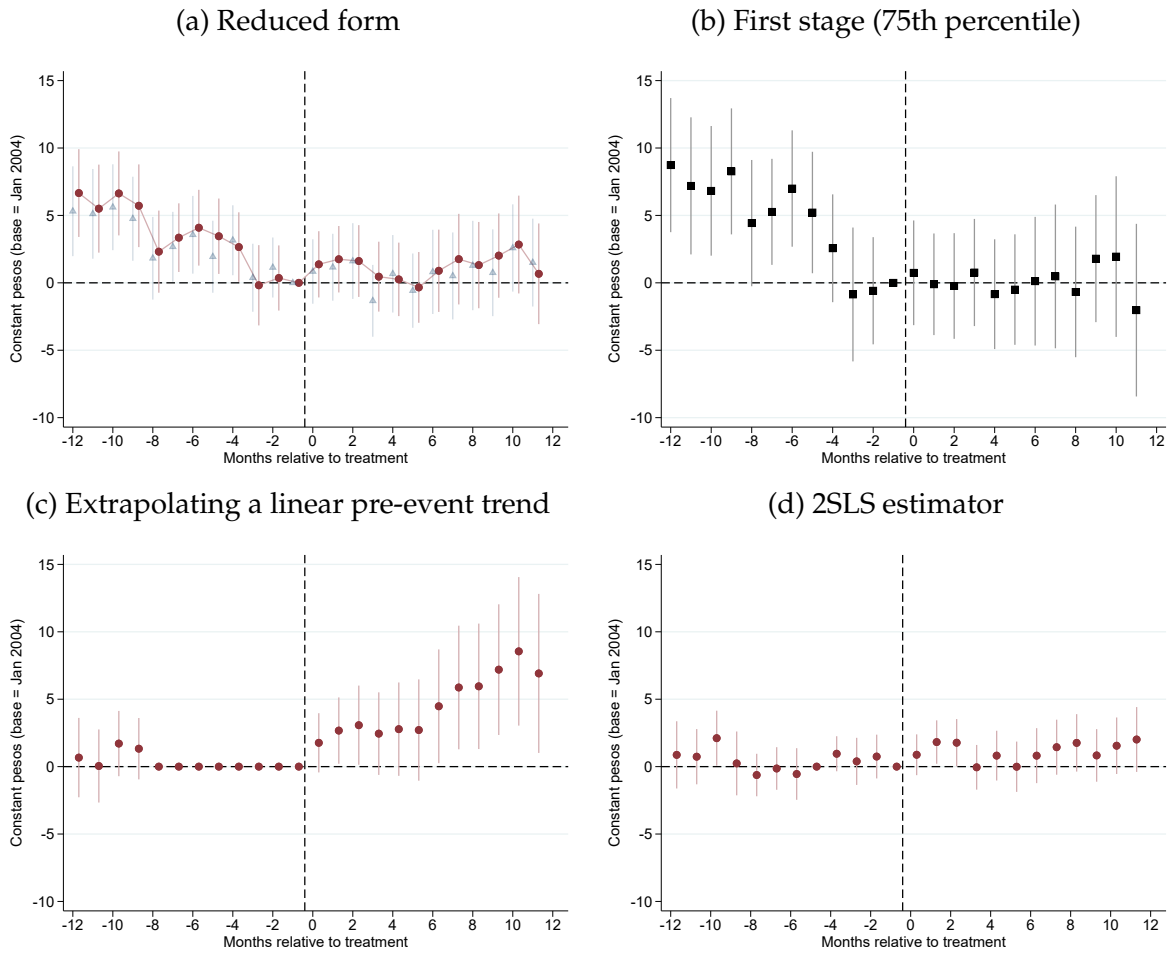 (a) Reduced form
(b) First stage (75th percentile)
Constant pesos (base = Jan 2004)
15
10
5
0
-5
-10
-12 -10 -8 -6 -4 -2 0 2 4 6 8 10 12
Months relative to treatment
Constant pesos (base = Jan 2004)
15
10
5
0
-5
-10
-12 -10 -8 -6 -4 -2 0 2 4 6 8 10 12
Months relative to treatment
(c) Extrapolating a linear pre-event trend
(d) 2SLS estimator
Constant pesos (base = Jan 2004)
15
10
5
0
-5
-10
-12 -10 -8 -6 -4 -2 0 2 4 6 8 10 12
Months relative to treatment
Constant pesos (base = Jan 2004)
15
10
5
0
-5
-10
-12 -10 -8 -6 -4 -2 0 2 4 6 8 10 12
Months relative to treatment